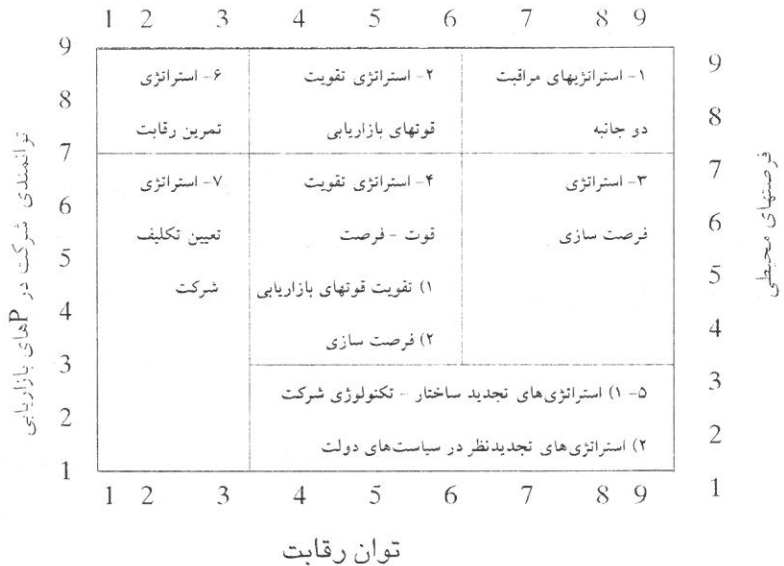 1 2 3 4 5 6 7 8 9
9 8 7 6 5 4 3 2 1
توانمندی شرکت در Pهای بازاریابی
۱- استراتژیهای مراقبت
دو جانبه
۲- استراتژی تقویت
قوتهای بازاریابی
۶- استراتژی
تمرین رقابت
۳- استراتژی
فرصت سازی
۴- استراتژی تقویت
قوت - فرصت
۱) تقویت قوتهای بازاریابی
۲) فرصت سازی
۷- استراتژی
تعیین تکلیف
شرکت
۵- ۱) استراتژی‌های تجدید ساختار - تکنولوژی شرکت
۲) استراتژی‌های تجدیدنظر در سیاست‌های دولت
9 8 7 6 5 4 3 2 1
فرصتهای محیطی
1 2 3 4 5 6 7 8 9
توان رقابت